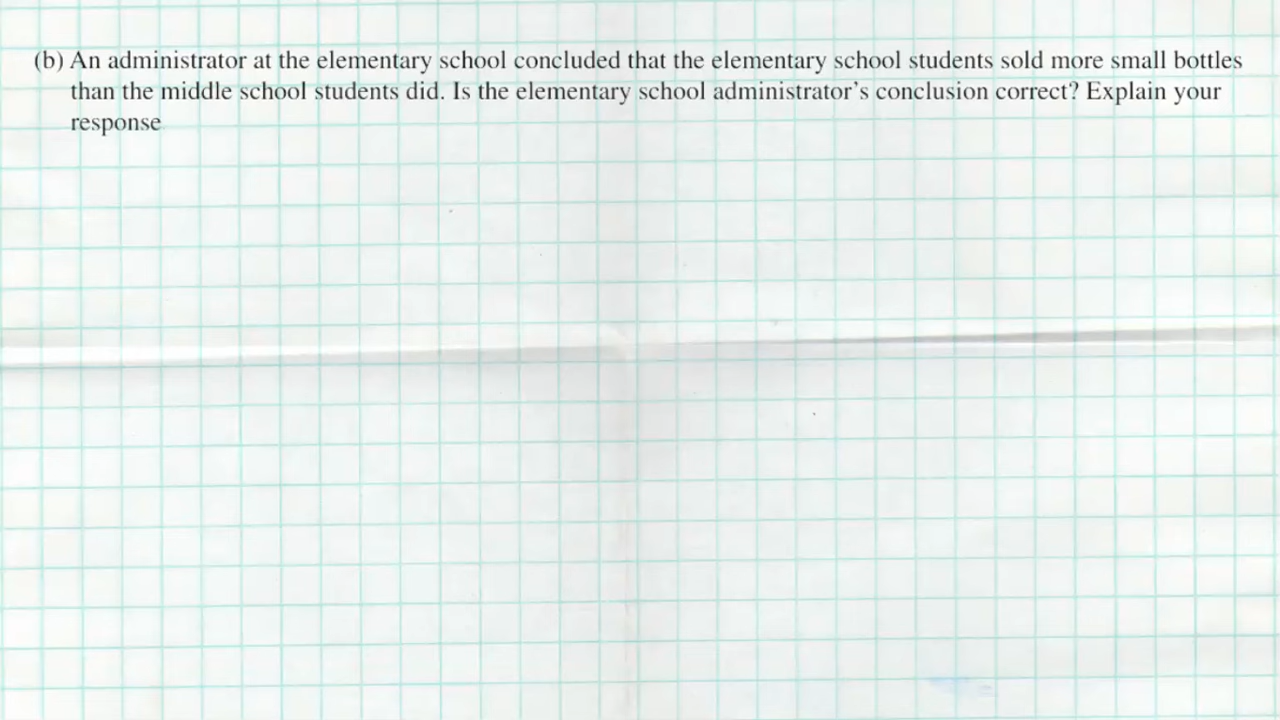 (b) An administrator at the elementary school concluded that the elementary school students sold more small bottles
than the middle school students did. Is the elementary school administrator’s conclusion correct? Explain your
response